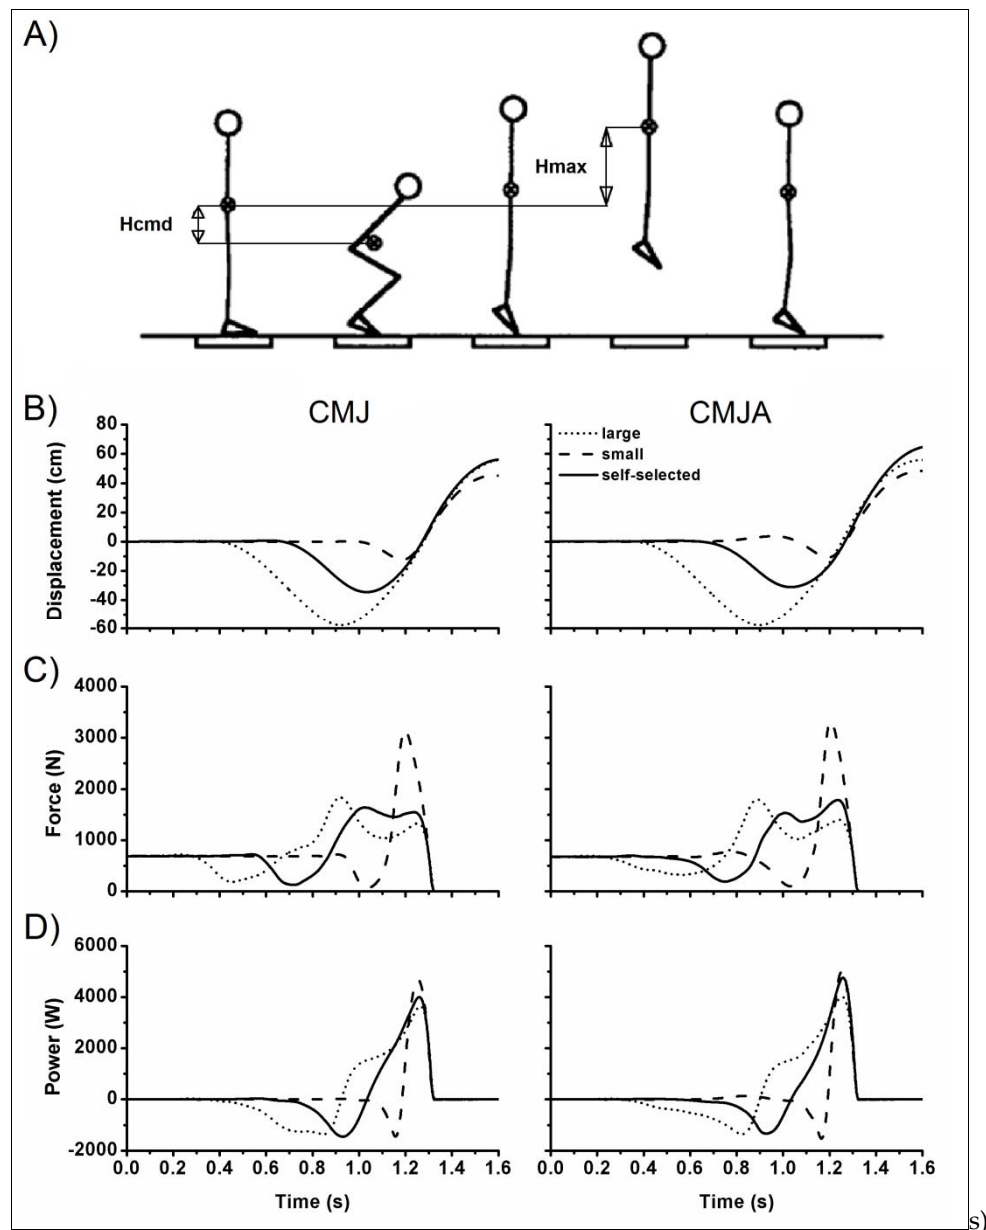 A)
Hmax
Hcmd
B)
CMJ
CMJA
80
60
40
20
0
-20
-40
-60
Displacement (cm)
large
small
self-selected
C)
4000
3000
2000
1000
0
Force (N)
D)
6000
4000
2000
0
-2000
Power (W)
0.0 0.2 0.4 0.6 0.8 1.0 1.2 1.4 1.6
0.0 0.2 0.4 0.6 0.8 1.0 1.2 1.4 1.6
Time (s)
Time (s)
s)